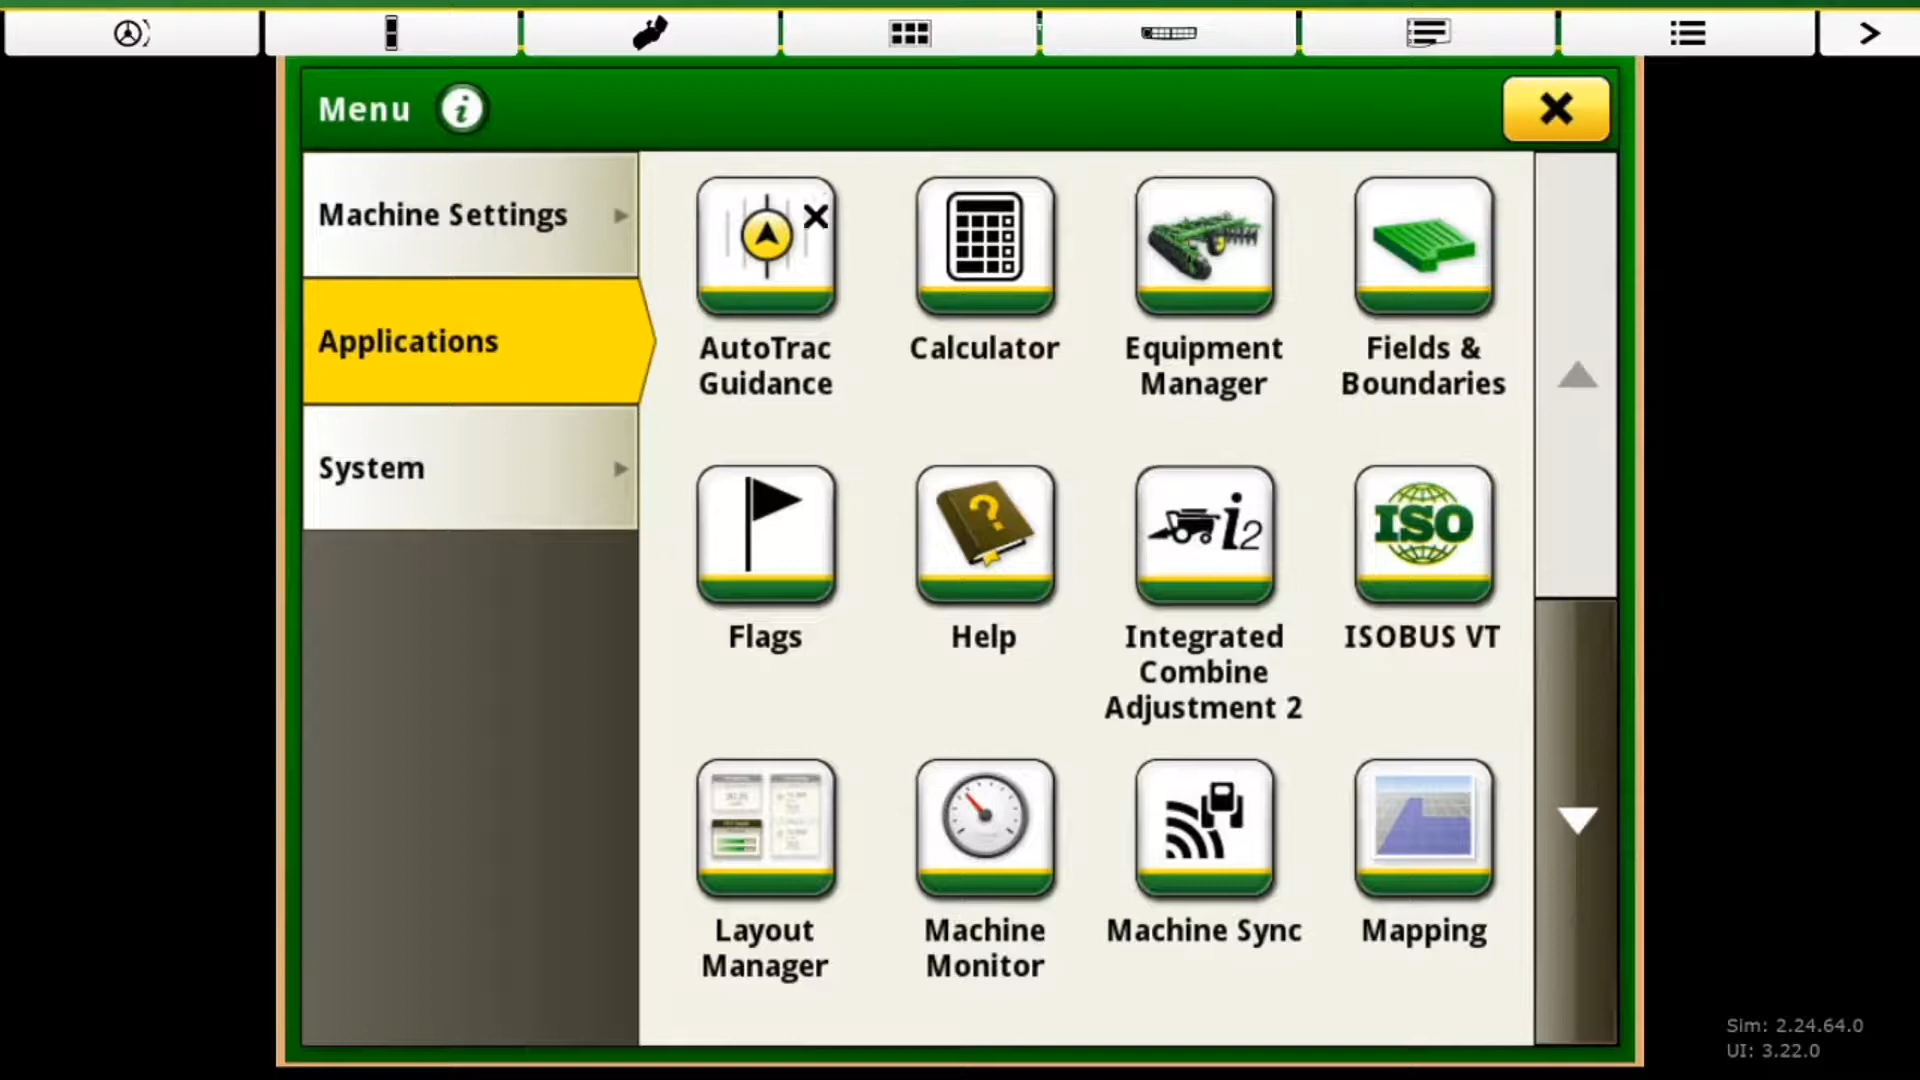 Menu
Machine Settings
Applications
System
AutoTrac
Guidance
Calculator
Equipment
Manager
Fields &
Boundaries
Flags
Help
Integrated
Combine
Adjustment 2
ISOBUS VT
Layout
Manager
Machine
Monitor
Machine Sync
Mapping
ISO
i2
Sim: 2.24.64.0
UI: 3.22.0